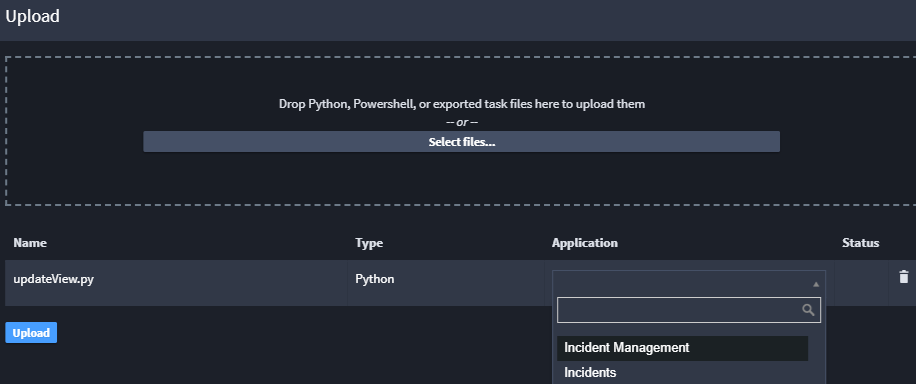 Upload
Drop Python, Powershell, or exported task files here to upload them
-- or --
Select files...
Name Type Application Status
updateView.py Python
Upload
Incident Management
Incidents